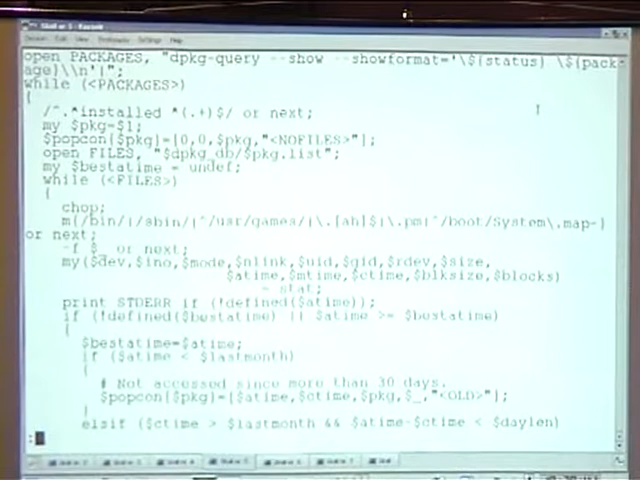 open PACKAGES, "dpkg-query --show --showformat='\${status} \${pack
age}\\n'|";
while (<PACKAGES>)
{
/^.*installed *(.+)$/ or next;
my $pkg=$1;
$popcon{$pkg}=[0,0,$pkg,"<NOFILES>"];
open FILES, "$dpkg_db/$pkg.list";
my $bestatime = undef;
while (<FILES>)
{
chop;
m{/bin/|/sbin/|^/usr/games/|\.[ah]$|\.pm|^/boot/System\.map-}
or next;
-f $_ or next;
my($dev,$ino,$mode,$nlink,$uid,$gid,$rdev,$size,
$atime,$mtime,$ctime,$blksize,$blocks)
= stat;
print STDERR if (!defined($atime));
if (!defined($bestatime) || $atime >= $bestatime)
{
$bestatime=$atime;
if ($atime < $lastmonth)
{
# Not accessed since more than 30 days.
$popcon{$pkg}=[$atime,$ctime,$pkg,$_,"<OLD>"];
}
elsif ($ctime > $lastmonth && $atime-$ctime < $daylen)
: